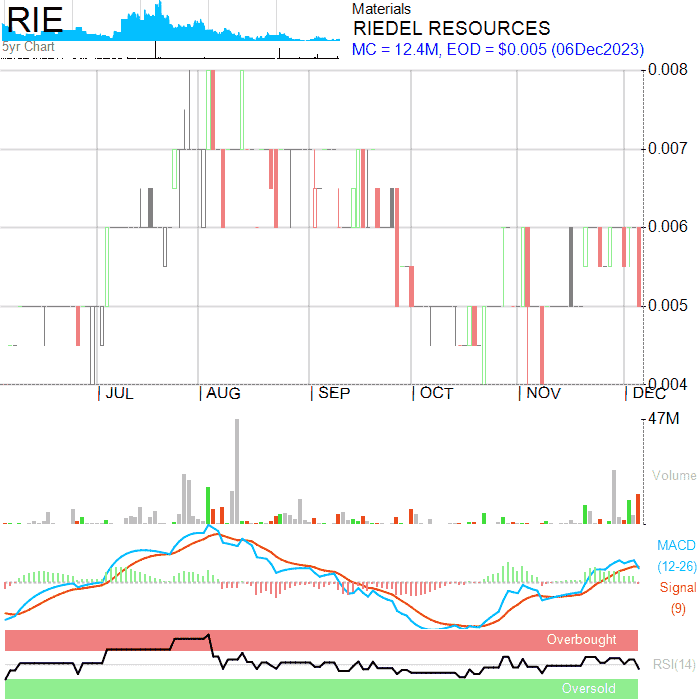 RIE
5yr Chart
Materials
RIEDEL RESOURCES
MC = 12.4M, EOD = $0.005 (06Dec2023)
0.008
0.007
0.006
0.005
0.004
JUL AUG SEP OCT NOV DEC
47M
Volume
MACD
(12-26)
Signal
(9)
Overbought
RSI(14)
Oversold